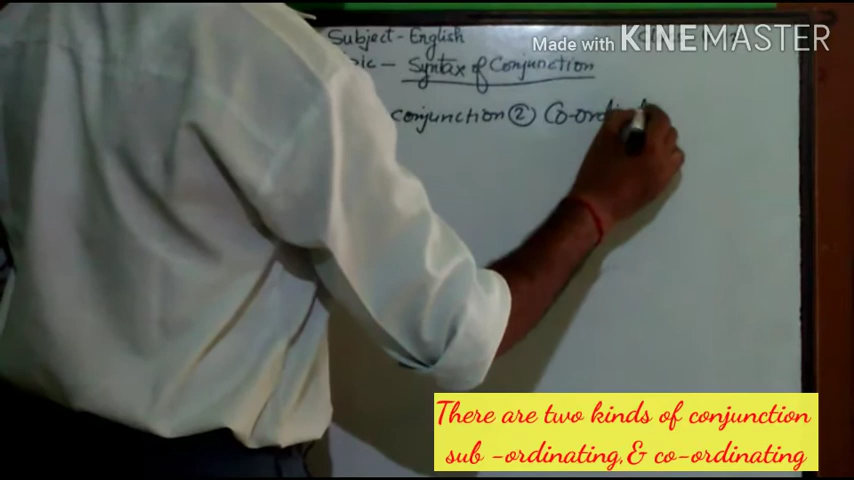 Subject - English
Made with KINEMASTER
Syntax of Conjunction
conjunction ② Co-ordinat
There are two kinds of conjunction
sub -ordinating,& co-ordinating